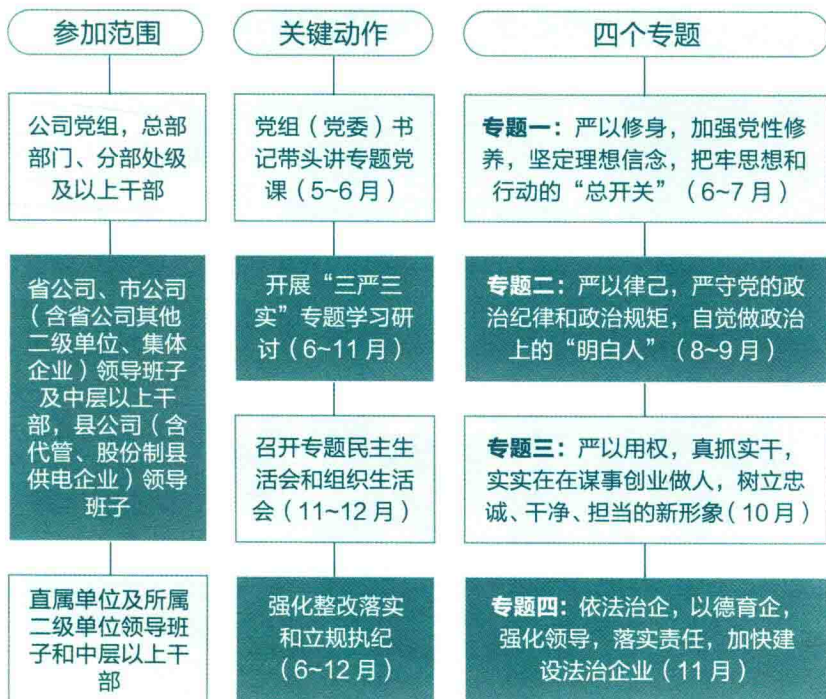 参加范围
公司党组，总部
部门、分部处级
及以上干部
省公司、市公司
（含省公司其他
二级单位、集体
企业）领导班子
及中层以上干
部，县公司（含
代管、股份制县
供电企业）领导
班子
直属单位及所属
二级单位领导班
子和中层以上干
部
关键动作
党组（党委）书
记带头讲专题党
课（5~6月）
开展“三严三
实”专题学习研
讨（6~11月）
召开专题民主生
活会和组织生活
会（11~12月）
强化整改落实
和立规执纪
（6~12月）
四个专题
专题一：严以修身，加强党性修
养，坚定理想信念，把牢思想和
行动的“总开关”（6~7月）
专题二：严以律己，严守党的政
治纪律和政治规矩，自觉做政治
上的“明白人”（8~9月）
专题三：严以用权，真抓实干，
实实在在谋事创业做人，树立忠
诚、干净、担当的新形象（10月）
专题四：依法治企，以德育企，
强化领导，落实责任，加快建
设法治企业（11月）